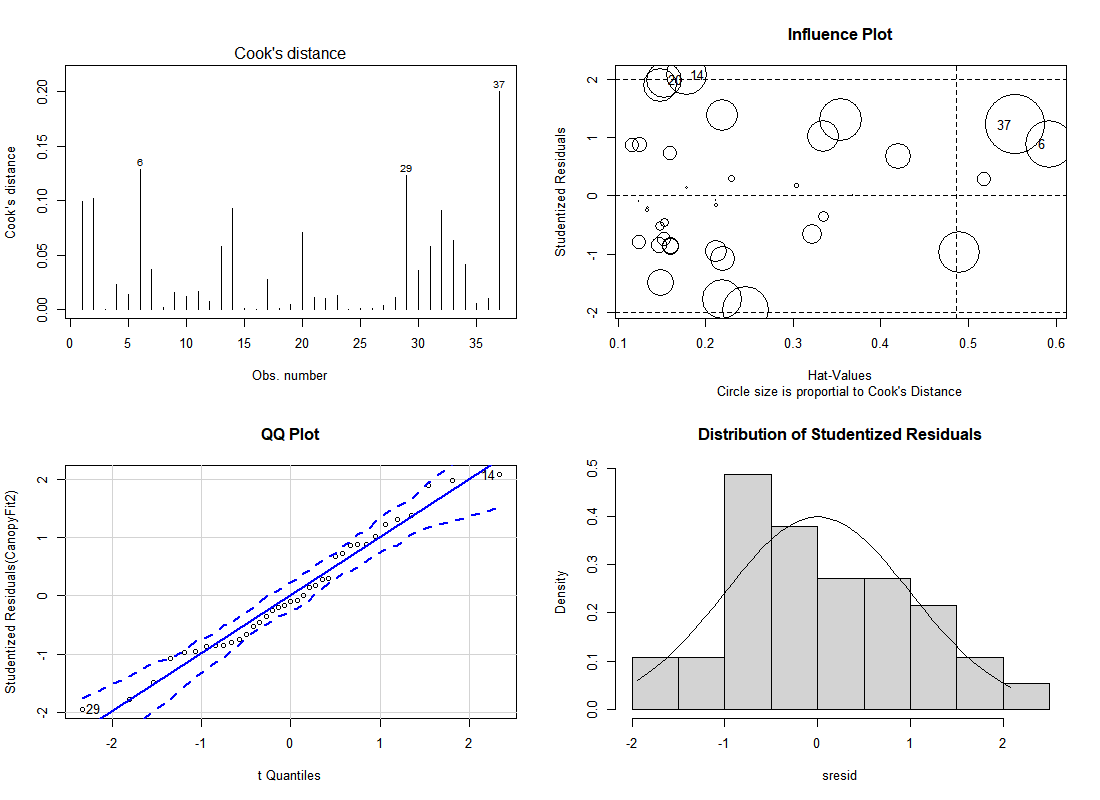 Cook's distance
Cook's distance
0.00 0.05 0.10 0.15 0.20
6
29
37
0 5 10 15 20 25 30 35
Obs. number
Influence Plot
Studentized Residuals
-2 -1 0 1 2
20
14
37
6
0.1 0.2 0.3 0.4 0.5 0.6
Hat-Values
Circle size is proportial to Cook's Distance
QQ Plot
Studentized Residuals(CanopyFit2)
-2 -1 0 1 2
14
29
-2 -1 0 1 2
t Quantiles
Distribution of Studentized Residuals
Density
0.0 0.1 0.2 0.3 0.4 0.5
-2 -1 0 1 2
sresid